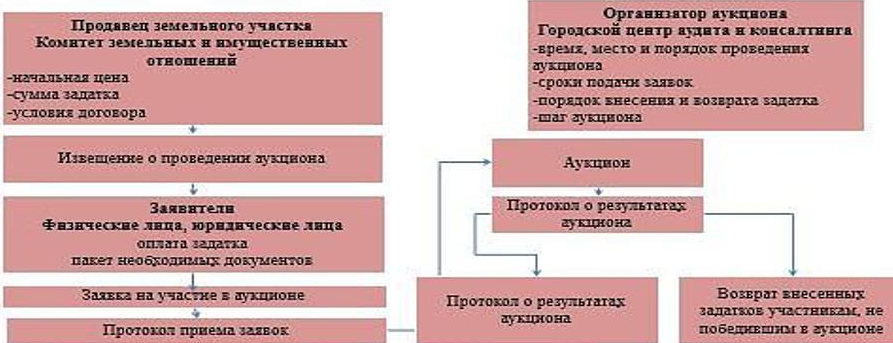 Продавец земельного участка
Комитет земельных и имущественных
отношений
-начальная цена
-сумма задатка
-условия договора
Извещение о проведении аукциона
Заявители
Физические лица, юридические лица
оплата задатка
пакет необходимых документов
Заявка на участие в аукционе
Протокол приема заявок
Организатор аукциона
Городской центр аудита и консалтинга
-время, место и порядок проведения
аукциона
-сроки подачи заявок
-порядок внесения и возврата задатка
-шаг аукциона
Аукцион
Протокол о результатах
аукциона
Протокол о результатах
аукциона
Возврат внесенных
задатков участникам, не
победившим в аукционе